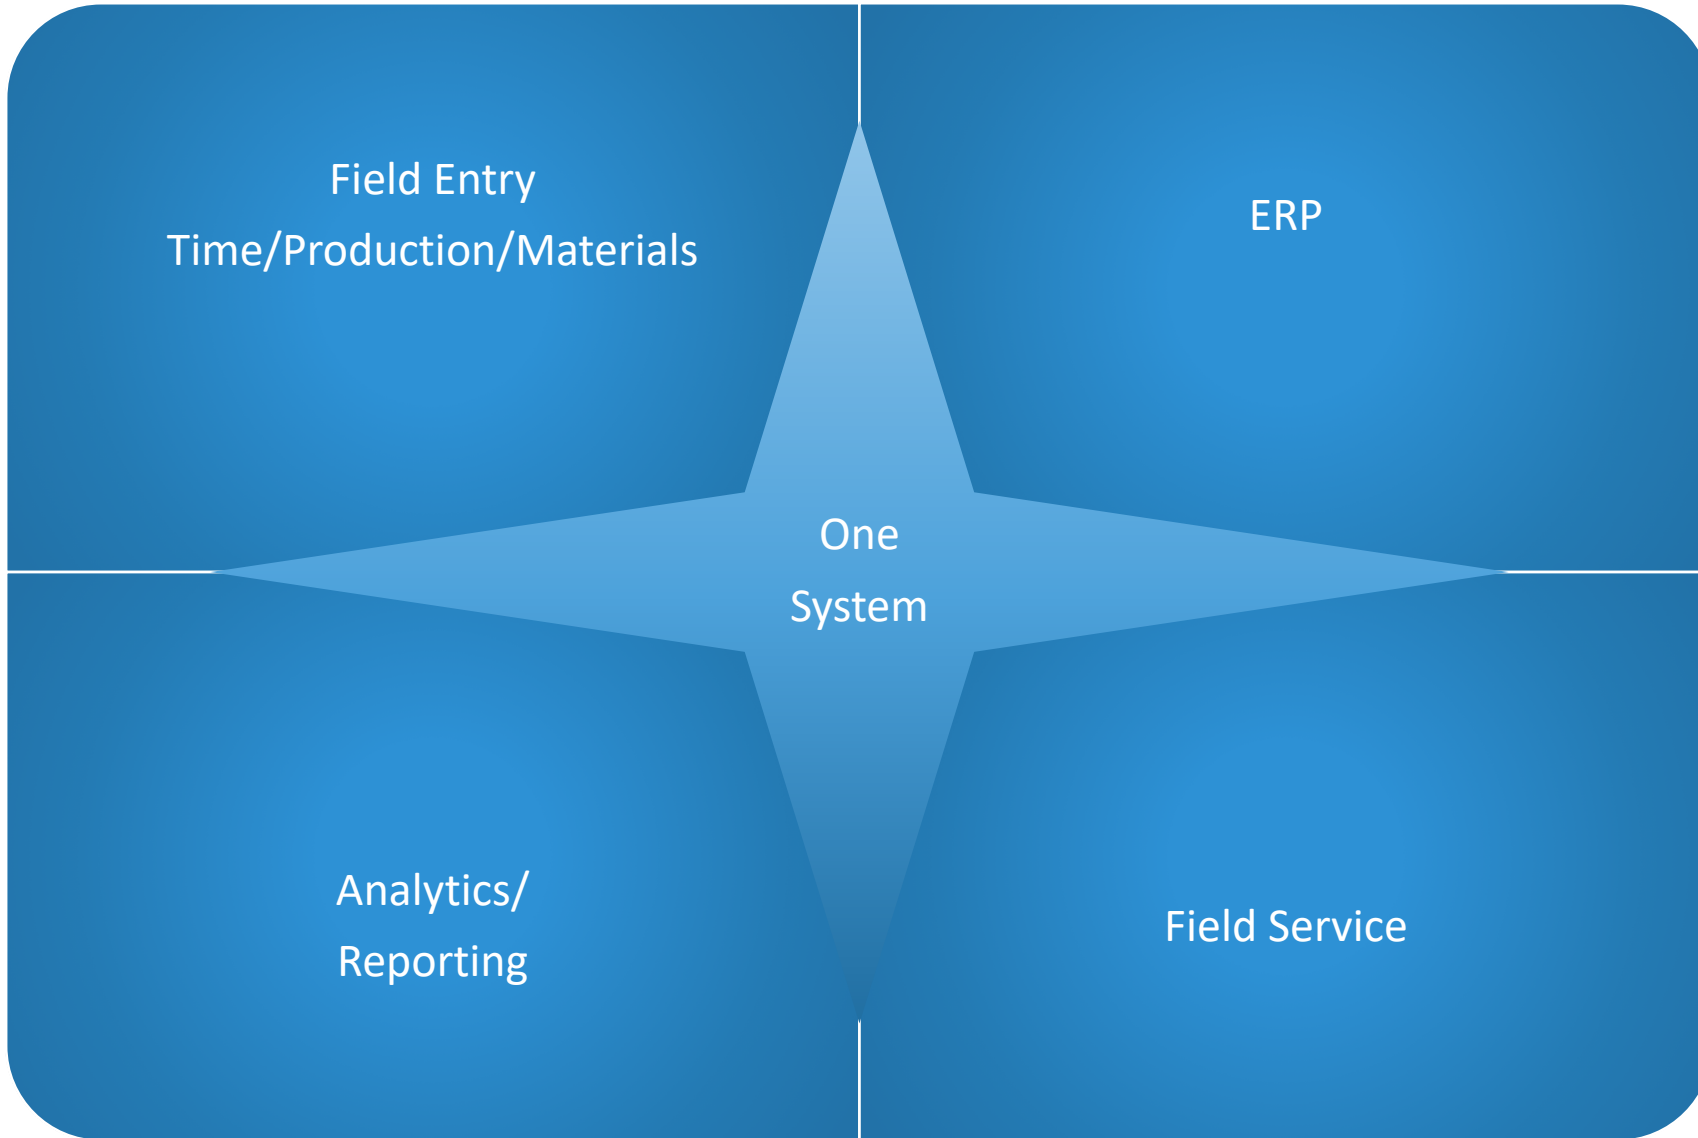 Field Entry
Time/Production/Materials
ERP
One
System
Analytics/
Reporting
Field Service